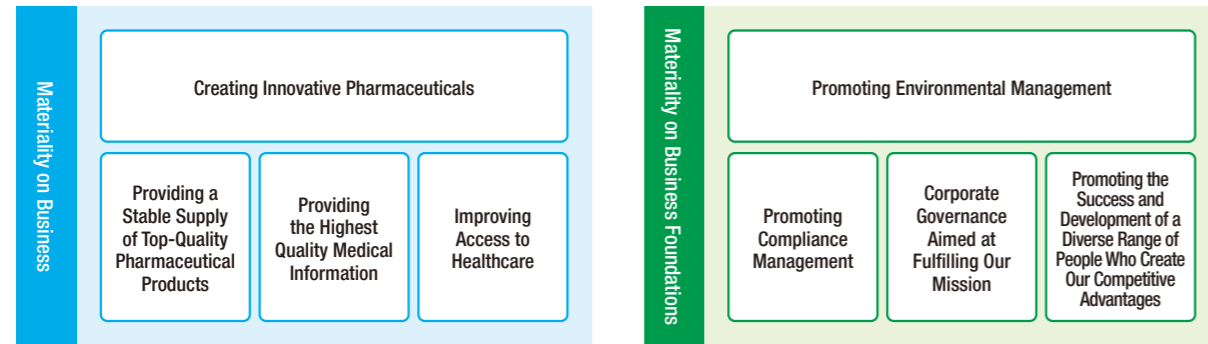 Materiality on Business
Creating Innovative Pharmaceuticals
Providing a
Stable Supply
of Top-Quality
Pharmaceutical
Products
Providing
the Highest
Quality Medical
Information
Improving
Access to
Healthcare
Materiality on Business Foundations
Promoting Environmental Management
Promoting
Compliance
Management
Corporate
Governance
Aimed at
Fulfilling Our
Mission
Promoting the
Success and
Development of a
Diverse Range of
People Who Create
Our Competitive
Advantages